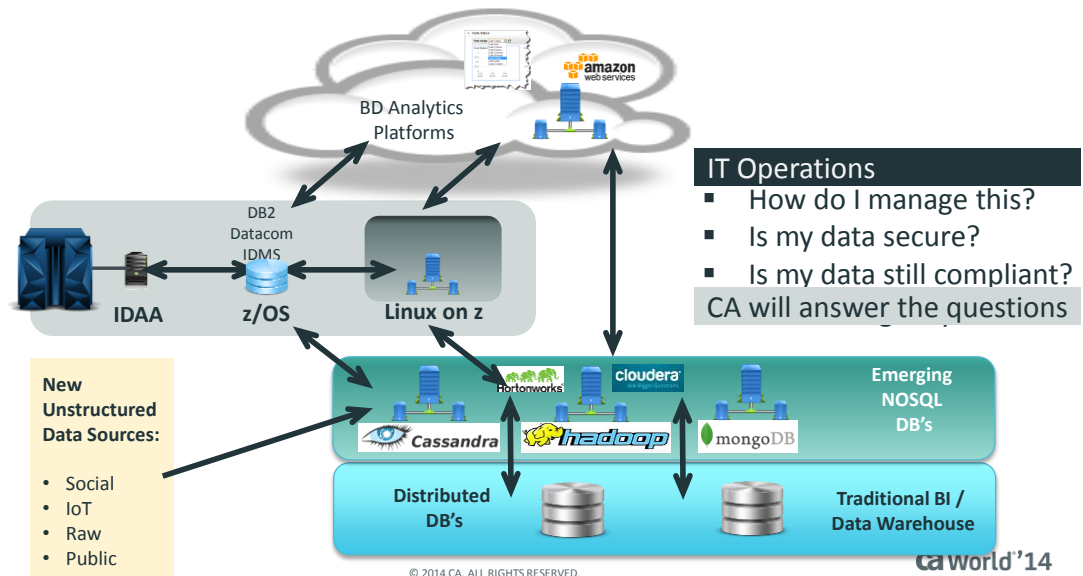 amazon
web services
BD Analytics
Platforms
IT Operations
▪ How do I manage this?
▪ Is my data secure?
▪ Is my data still compliant?
CA will answer the questions
DB2
Datacom
IDMS
IDAA
z/OS
Linux on z
New
Unstructured
Data Sources:
• Social
• IoT
• Raw
• Public
Hortonworks
cloudera
Ask Bigger Questions
Emerging
NOSQL
DB's
Cassandra
hadoop
mongoDB
Distributed
DB's
Traditional BI /
Data Warehouse
© 2014 CA. ALL RIGHTS RESERVED.
ca World '14